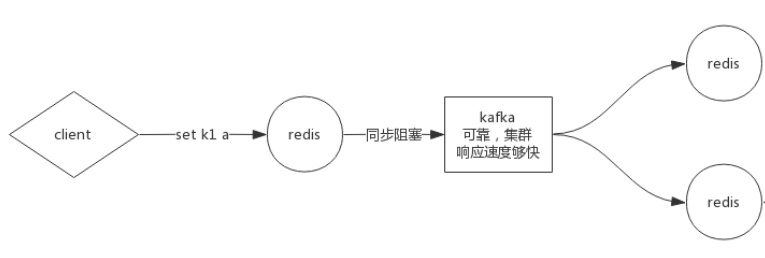 client
set k1 a
redis
同步阻塞
kafka
可靠，集群
响应速度够快
redis
redis